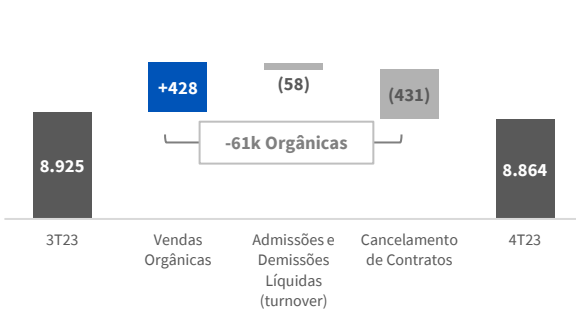 +428
(58)
(431)
-61k Orgânicas
8.925
8.864
3T23
Vendas
Orgânicas
Admissões e
Demissões
Líquidas
(turnover)
Cancelamento
de Contratos
4T23